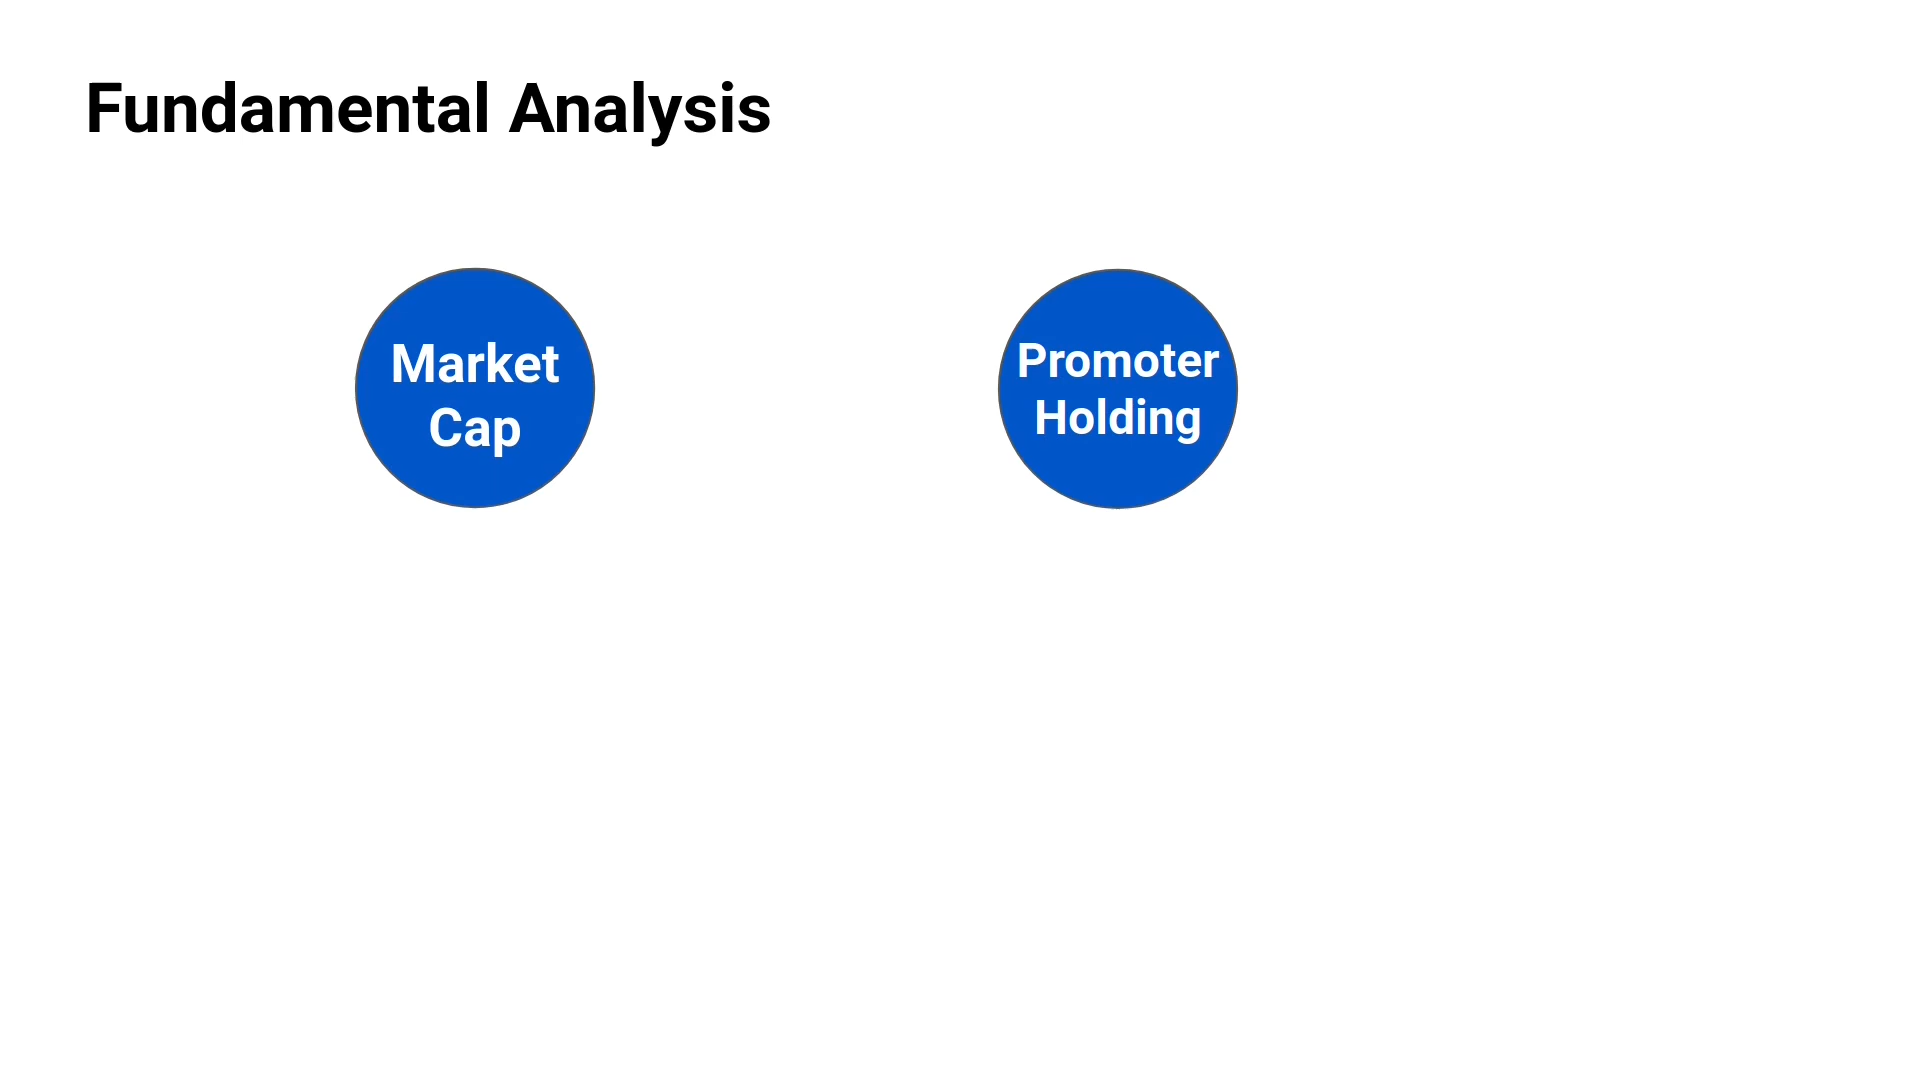 Fundamental Analysis
Market
Cap
Promoter
Holding